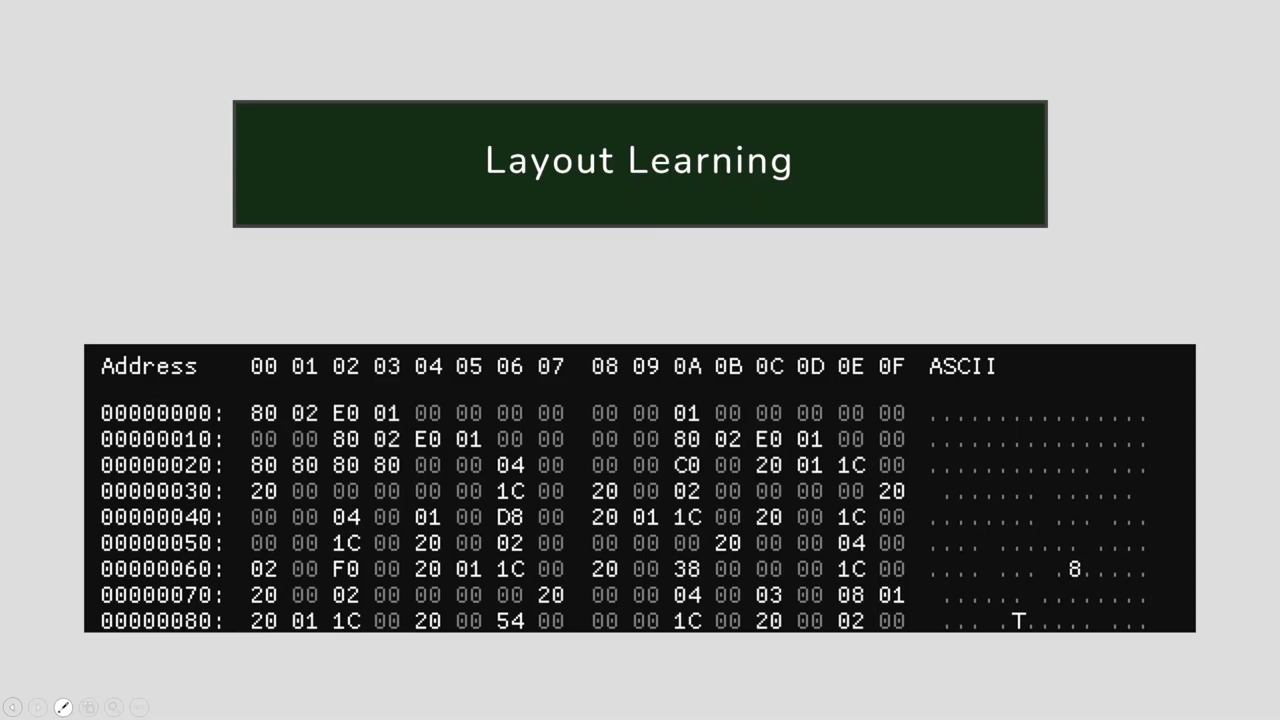 Layout Learning
Address 00 01 02 03 04 05 06 07 08 09 0A 0B 0C 0D 0E 0F ASCII
00000000: 80 02 E0 01 00 00 00 00 00 00 01 00 00 00 00 00 ................
00000010: 00 00 80 02 E0 01 00 00 00 00 80 02 E0 01 00 00 ................
00000020: 80 80 80 80 00 00 04 00 00 00 C0 00 20 01 1C 00 ............ ...
00000030: 20 00 00 00 00 00 1C 00 20 00 02 00 00 00 00 20  ....... ...... 
00000040: 00 00 04 00 01 00 D8 00 20 01 1C 00 20 00 1C 00 ........ ... ...
00000050: 00 00 1C 00 20 00 02 00 00 00 00 20 00 00 04 00 .... ...... ....
00000060: 02 00 F0 00 20 01 1C 00 20 00 38 00 00 00 1C 00 .... ... .8.....
00000070: 20 00 02 00 00 00 00 20 00 00 04 00 03 00 08 01  ...... ........
00000080: 20 01 1C 00 20 00 54 00 00 00 1C 00 20 00 02 00  ... .T..... ...